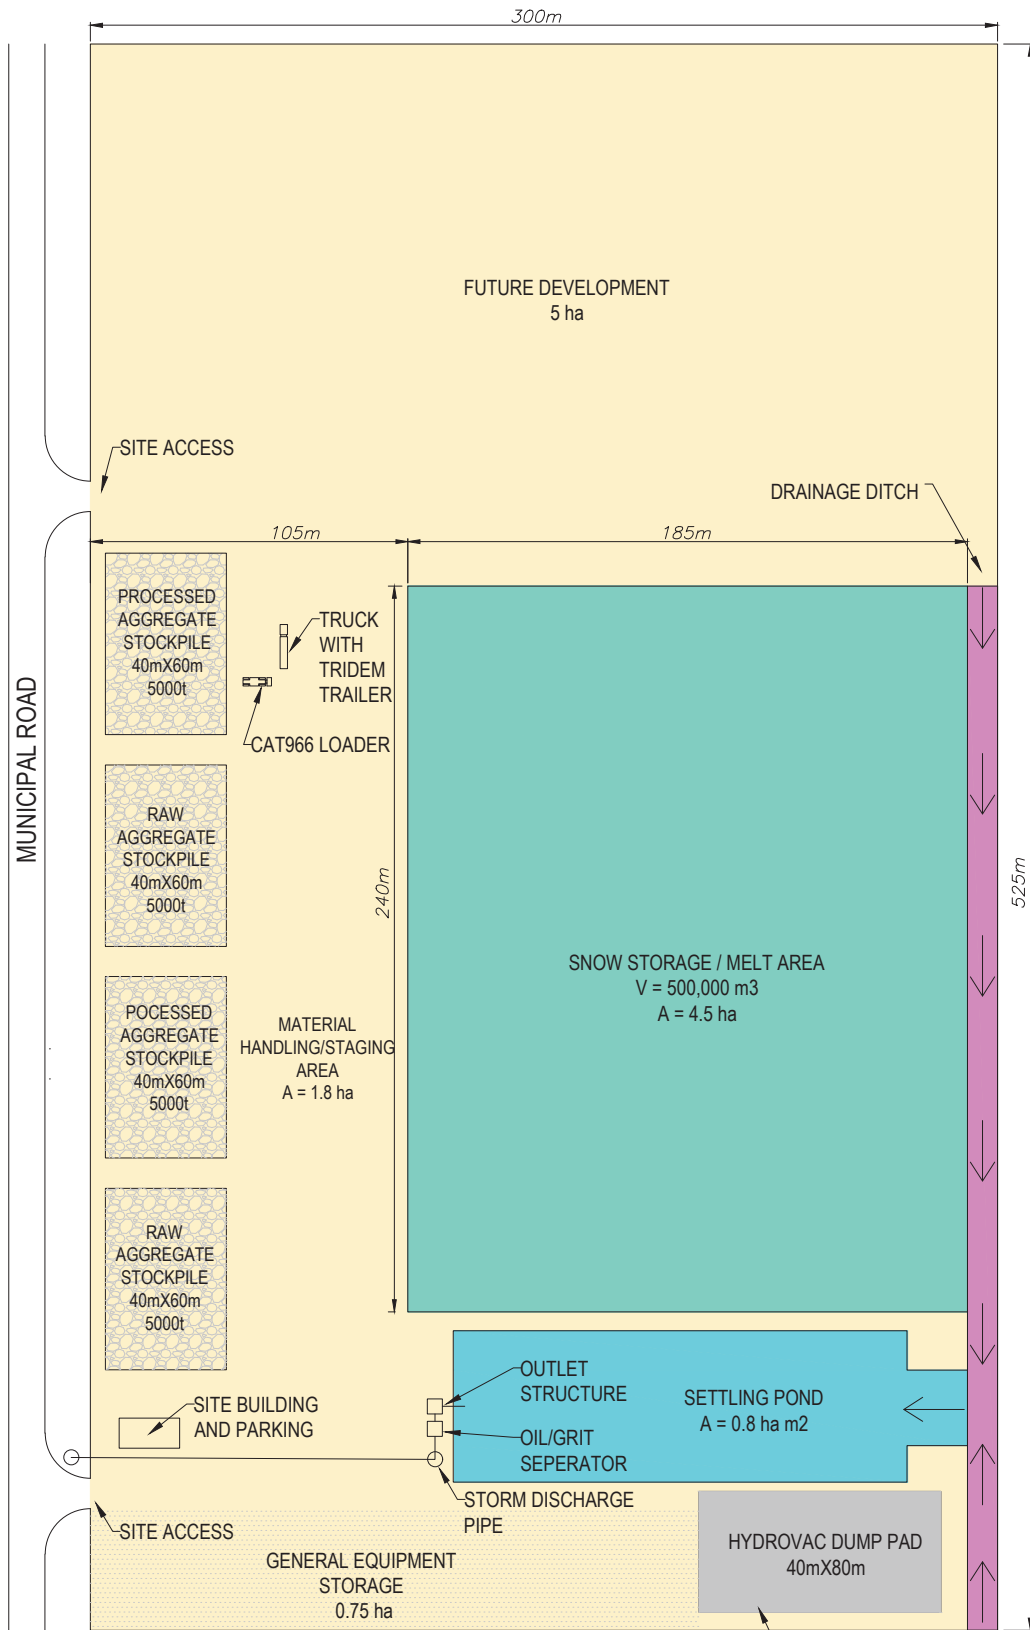 300m
FUTURE DEVELOPMENT
5 ha
SITE ACCESS
DRAINAGE DITCH
105m
185m
PROCESSED
AGGREGATE
STOCKPILE
40mX60m
5000t
TRUCK
WITH
TRIDEM
TRAILER
CAT966 LOADER
MUNICIPAL ROAD
RAW
AGGREGATE
STOCKPILE
40mX60m
5000t
240m
525m
SNOW STORAGE / MELT AREA
V = 500,000 m3
A = 4.5 ha
POCESSED
AGGREGATE
STOCKPILE
40mX60m
5000t
MATERIAL
HANDLING/STAGING
AREA
A = 1.8 ha
RAW
AGGREGATE
STOCKPILE
40mX60m
5000t
OUTLET
STRUCTURE
SETTLING POND
A = 0.8 ha m2
SITE BUILDING
AND PARKING
OIL/GRIT
SEPERATOR
STORM DISCHARGE
PIPE
SITE ACCESS
HYDROVAC DUMP PAD
40mX80m
GENERAL EQUIPMENT
STORAGE
0.75 ha